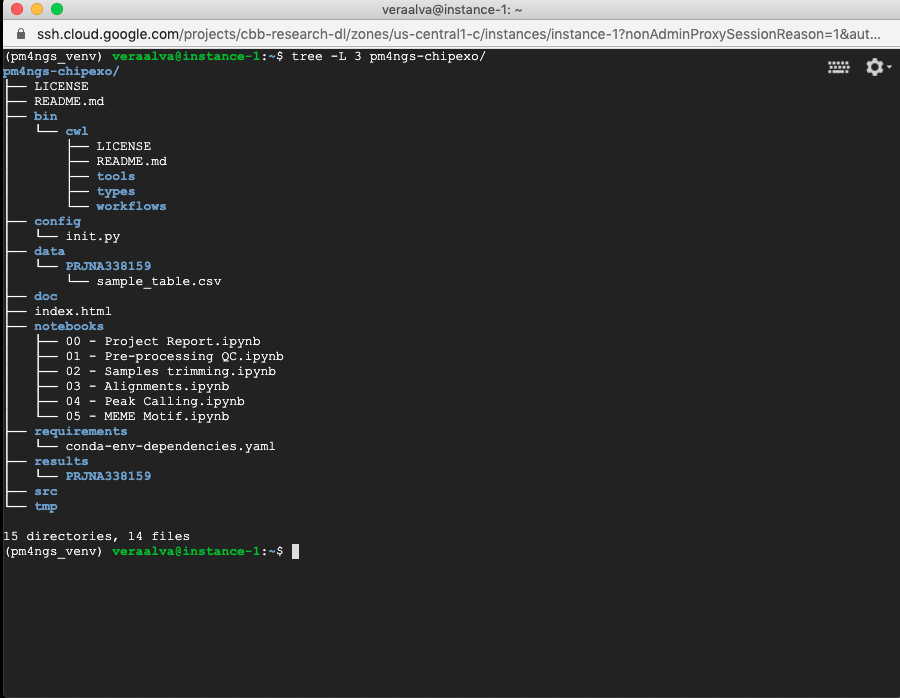 veraalva@instance-1: ~
ssh.cloud.google.com/projects/cbb-research-dl/zones/us-central1-c/instances/instance-1?nonAdminProxySessionReason=1&aut...
(pm4ngs_venv) veraalva@instance-1:~$ tree -L 3 pm4ngs-chipexo/
pm4ngs-chipexo/
├── LICENSE
├── README.md
├── bin
│   └── cwl
│       ├── LICENSE
│       ├── README.md
│       ├── tools
│       ├── types
│       └── workflows
├── config
│   └── init.py
├── data
│   └── PRJNA338159
│       └── sample_table.csv
├── doc
├── index.html
├── notebooks
│   ├── 00 - Project Report.ipynb
│   ├── 01 - Pre-processing QC.ipynb
│   ├── 02 - Samples trimming.ipynb
│   ├── 03 - Alignments.ipynb
│   ├── 04 - Peak Calling.ipynb
│   └── 05 - MEME Motif.ipynb
├── requirements
│   └── conda-env-dependencies.yaml
├── results
│   └── PRJNA338159
├── src
└── tmp
15 directories, 14 files
(pm4ngs_venv) veraalva@instance-1:~$